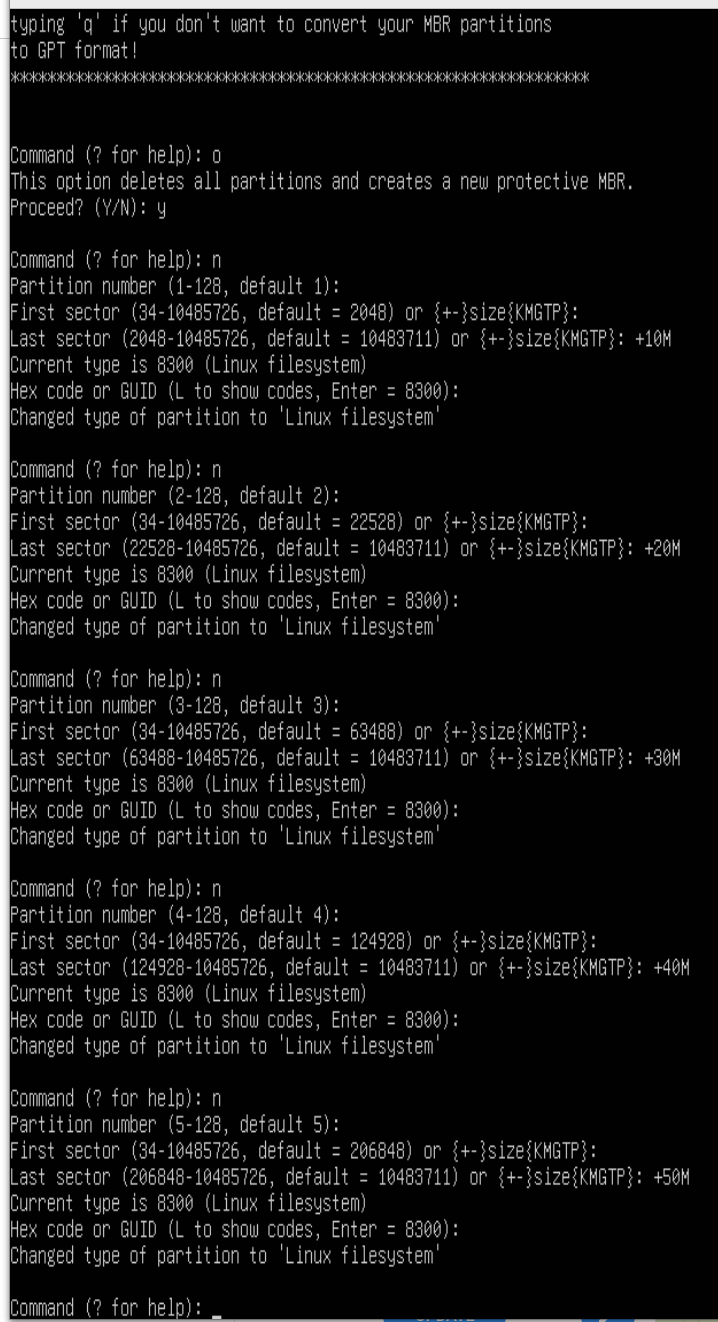 typing 'q' if you don't want to convert your MBR partitions
to GPT format!
***************************************************************

Command (? for help): o
This option deletes all partitions and creates a new protective MBR.
Proceed? (Y/N): y

Command (? for help): n
Partition number (1-128, default 1):
First sector (34-10485726, default = 2048) or {+-}size{KMGTP}:
Last sector (2048-10485726, default = 10483711) or {+-}size{KMGTP}: +10M
Current type is 8300 (Linux filesystem)
Hex code or GUID (L to show codes, Enter = 8300):
Changed type of partition to 'Linux filesystem'

Command (? for help): n
Partition number (2-128, default 2):
First sector (34-10485726, default = 22528) or {+-}size{KMGTP}:
Last sector (22528-10485726, default = 10483711) or {+-}size{KMGTP}: +20M
Current type is 8300 (Linux filesystem)
Hex code or GUID (L to show codes, Enter = 8300):
Changed type of partition to 'Linux filesystem'

Command (? for help): n
Partition number (3-128, default 3):
First sector (34-10485726, default = 63488) or {+-}size{KMGTP}:
Last sector (63488-10485726, default = 10483711) or {+-}size{KMGTP}: +30M
Current type is 8300 (Linux filesystem)
Hex code or GUID (L to show codes, Enter = 8300):
Changed type of partition to 'Linux filesystem'

Command (? for help): n
Partition number (4-128, default 4):
First sector (34-10485726, default = 124928) or {+-}size{KMGTP}:
Last sector (124928-10485726, default = 10483711) or {+-}size{KMGTP}: +40M
Current type is 8300 (Linux filesystem)
Hex code or GUID (L to show codes, Enter = 8300):
Changed type of partition to 'Linux filesystem'

Command (? for help): n
Partition number (5-128, default 5):
First sector (34-10485726, default = 206848) or {+-}size{KMGTP}:
Last sector (206848-10485726, default = 10483711) or {+-}size{KMGTP}: +50M
Current type is 8300 (Linux filesystem)
Hex code or GUID (L to show codes, Enter = 8300):
Changed type of partition to 'Linux filesystem'

Command (? for help): _